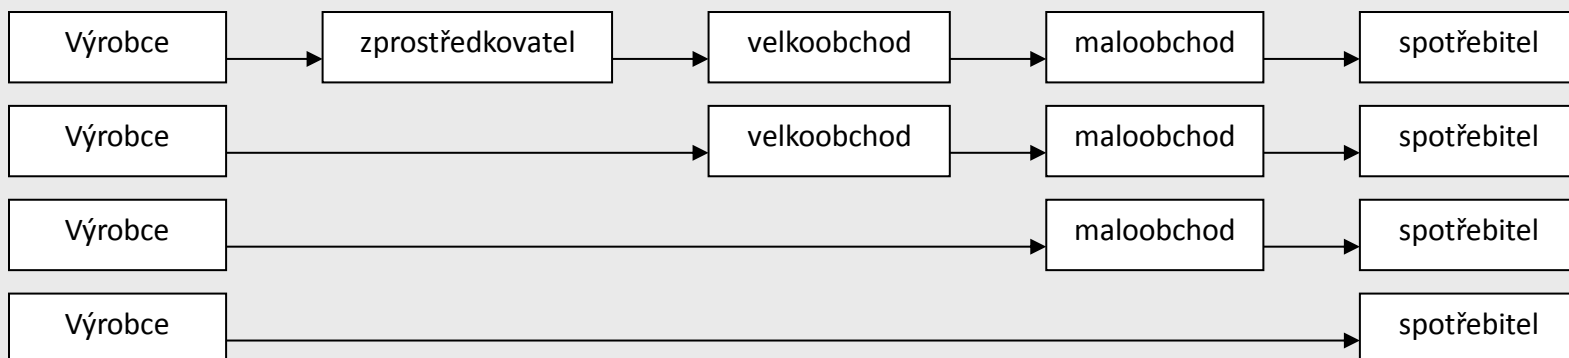 Výrobce zprostředkovatel velkoobchod maloobchod spotřebitel
Výrobce velkoobchod maloobchod spotřebitel
Výrobce maloobchod spotřebitel
Výrobce spotřebitel